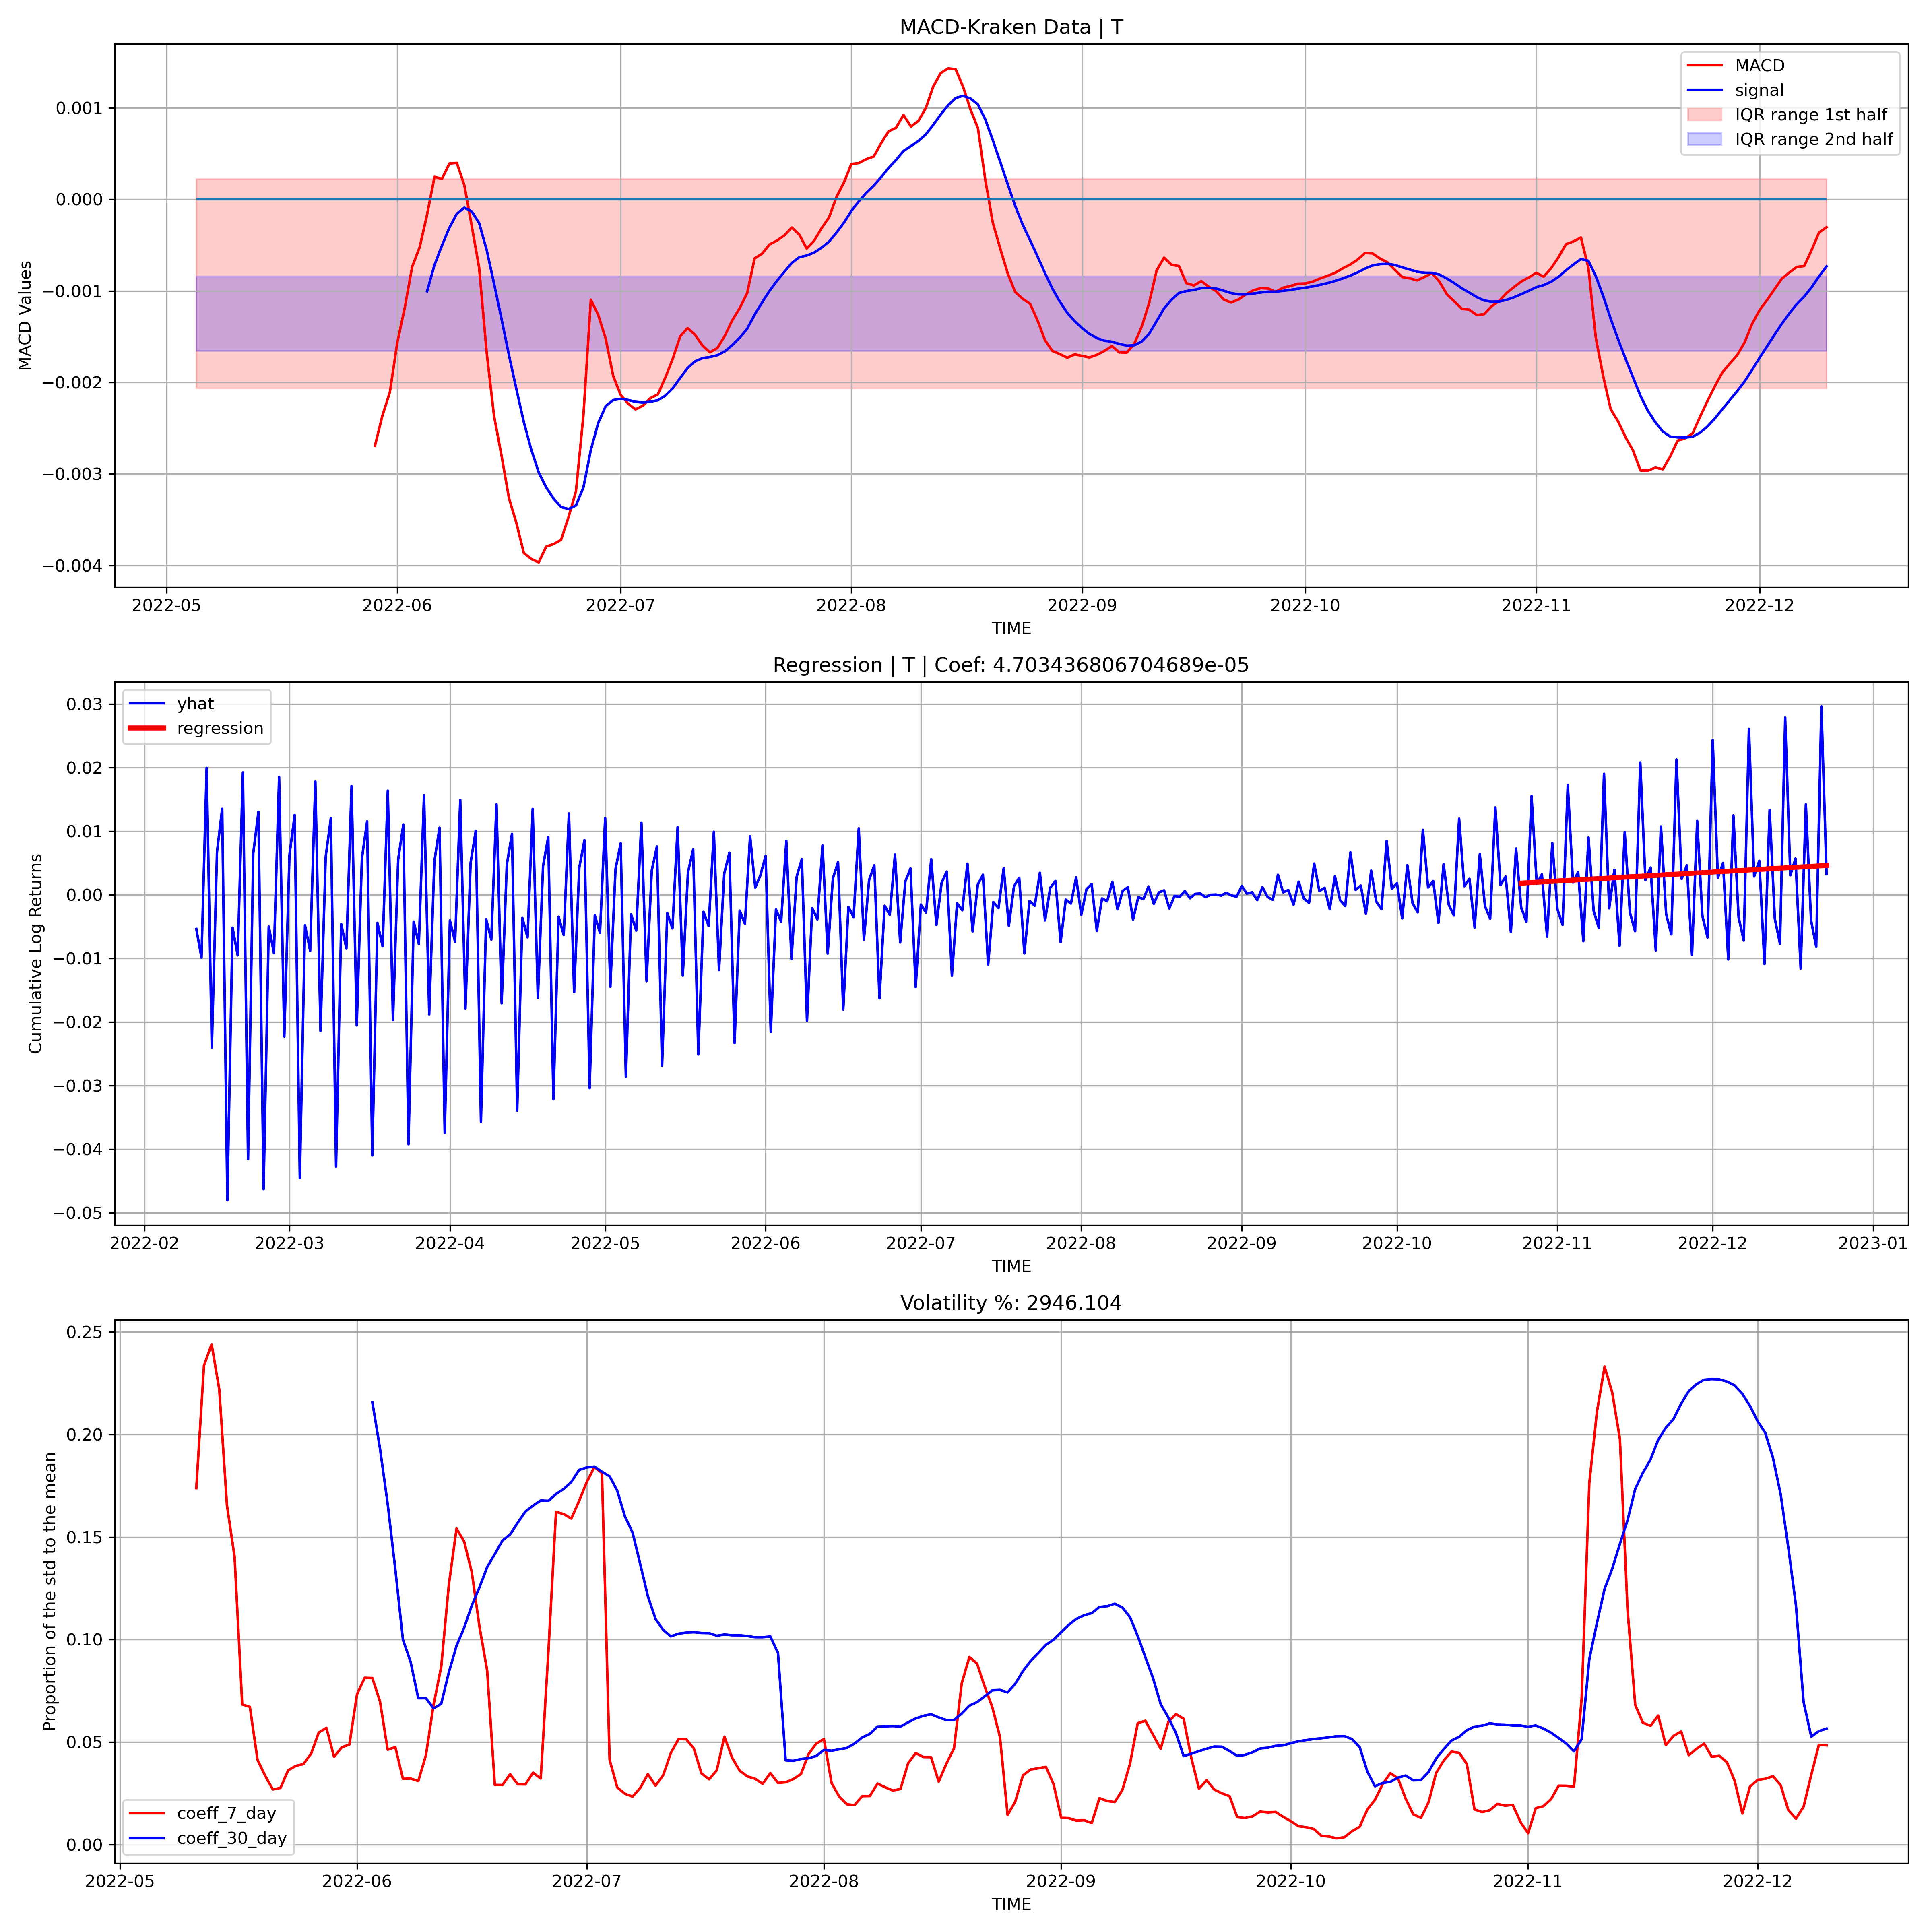 MACD-Kraken Data | T
MACD
signal
IQR range 1st half
IQR range 2nd half
MACD Values
0.001
0.000
−0.001
−0.002
−0.003
−0.004
2022-05 2022-06 2022-07 2022-08 2022-09 2022-10 2022-11 2022-12
TIME
Regression | T | Coef: 4.703436806704689e-05
yhat
regression
Cumulative Log Returns
0.03
0.02
0.01
0.00
−0.01
−0.02
−0.03
−0.04
−0.05
2022-02 2022-03 2022-04 2022-05 2022-06 2022-07 2022-08 2022-09 2022-10 2022-11 2022-12 2023-01
TIME
Volatility %: 2946.104
Proportion of the std to the mean
0.25
0.20
0.15
0.10
0.05
0.00
coeff_7_day
coeff_30_day
2022-05 2022-06 2022-07 2022-08 2022-09 2022-10 2022-11 2022-12
TIME